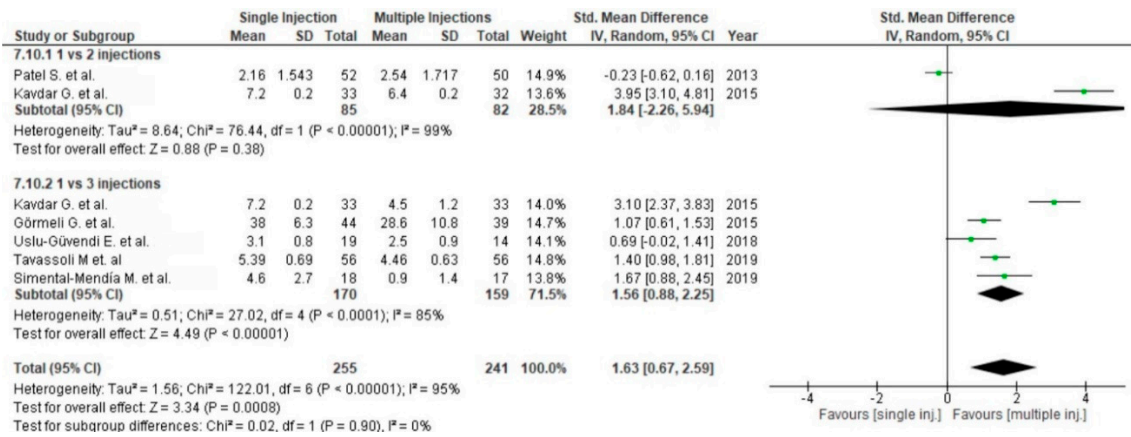 Single Injection Multiple Injections Std. Mean Difference Std. Mean Difference
Study or Subgroup Mean SD Total Mean SD Total Weight IV, Random, 95% CI Year IV, Random, 95% CI
7.10.1 1 vs 2 injections
Patel S. et al. 2.16 1.543 52 2.54 1.717 50 14.9% -0.23 [-0.62, 0.16] 2013
Kavdar G. et al. 7.2 0.2 33 6.4 0.2 32 13.6% 3.95 [3.10, 4.81] 2015
Subtotal (95% CI) 85 82 28.5% 1.84 [-2.26, 5.94]
Heterogeneity: Tau² = 8.64; Chi² = 76.44, df = 1 (P < 0.00001); I² = 99%
Test for overall effect: Z = 0.88 (P = 0.38)
7.10.2 1 vs 3 injections
Kavdar G. et al. 7.2 0.2 33 4.5 1.2 33 14.0% 3.10 [2.37, 3.83] 2015
Görmeli G. et al. 38 6.3 44 28.6 10.8 39 14.7% 1.07 [0.61, 1.53] 2015
Uslu-Güvendi E. et al. 3.1 0.8 19 2.5 0.9 14 14.1% 0.69 [-0.02, 1.41] 2018
Tavassoli M et. al 5.39 0.69 56 4.46 0.63 56 14.8% 1.40 [0.98, 1.81] 2019
Simental-Mendía M. et al. 4.6 2.7 18 0.9 1.4 17 13.8% 1.67 [0.88, 2.45] 2019
Subtotal (95% CI) 170 159 71.5% 1.56 [0.88, 2.25]
Heterogeneity: Tau² = 0.51; Chi² = 27.02, df = 4 (P < 0.0001); I² = 85%
Test for overall effect: Z = 4.49 (P < 0.00001)
Total (95% CI) 255 241 100.0% 1.63 [0.67, 2.59]
Heterogeneity: Tau² = 1.56; Chi² = 122.01, df = 6 (P < 0.00001); I² = 95%
Test for overall effect: Z = 3.34 (P = 0.0008)
Test for subgroup differences: Chi² = 0.02, df = 1 (P = 0.90), I² = 0%
-4 -2 0 2 4
Favours [single inj.] Favours [multiple inj.]